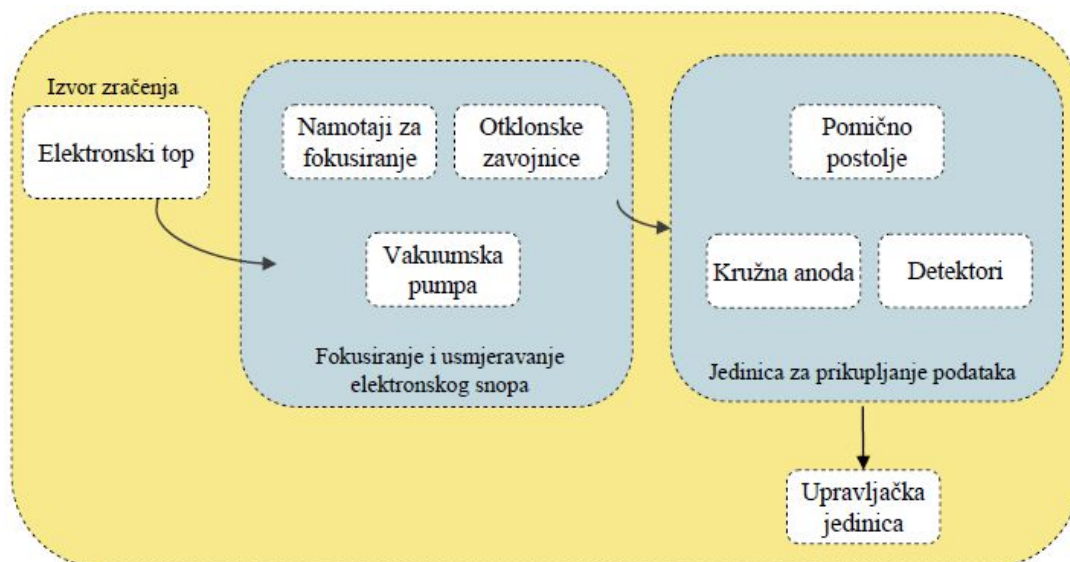 Izvor zračenja
Elektronski top
Namotaji za
fokusiranje
Otklonske
zavojnice
Vakuumska
pumpa
Fokusiranje i usmjeravanje
elektronskog snopa
Pomično
postolje
Kružna anoda
Detektori
Jedinica za prikupljanje podataka
Upravljačka
jedinica